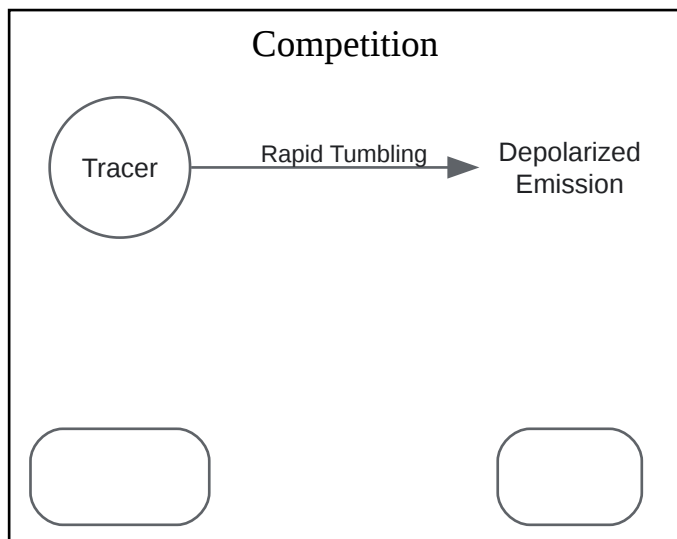 Competition
Tracer
Rapid Tumbling
Depolarized
Emission